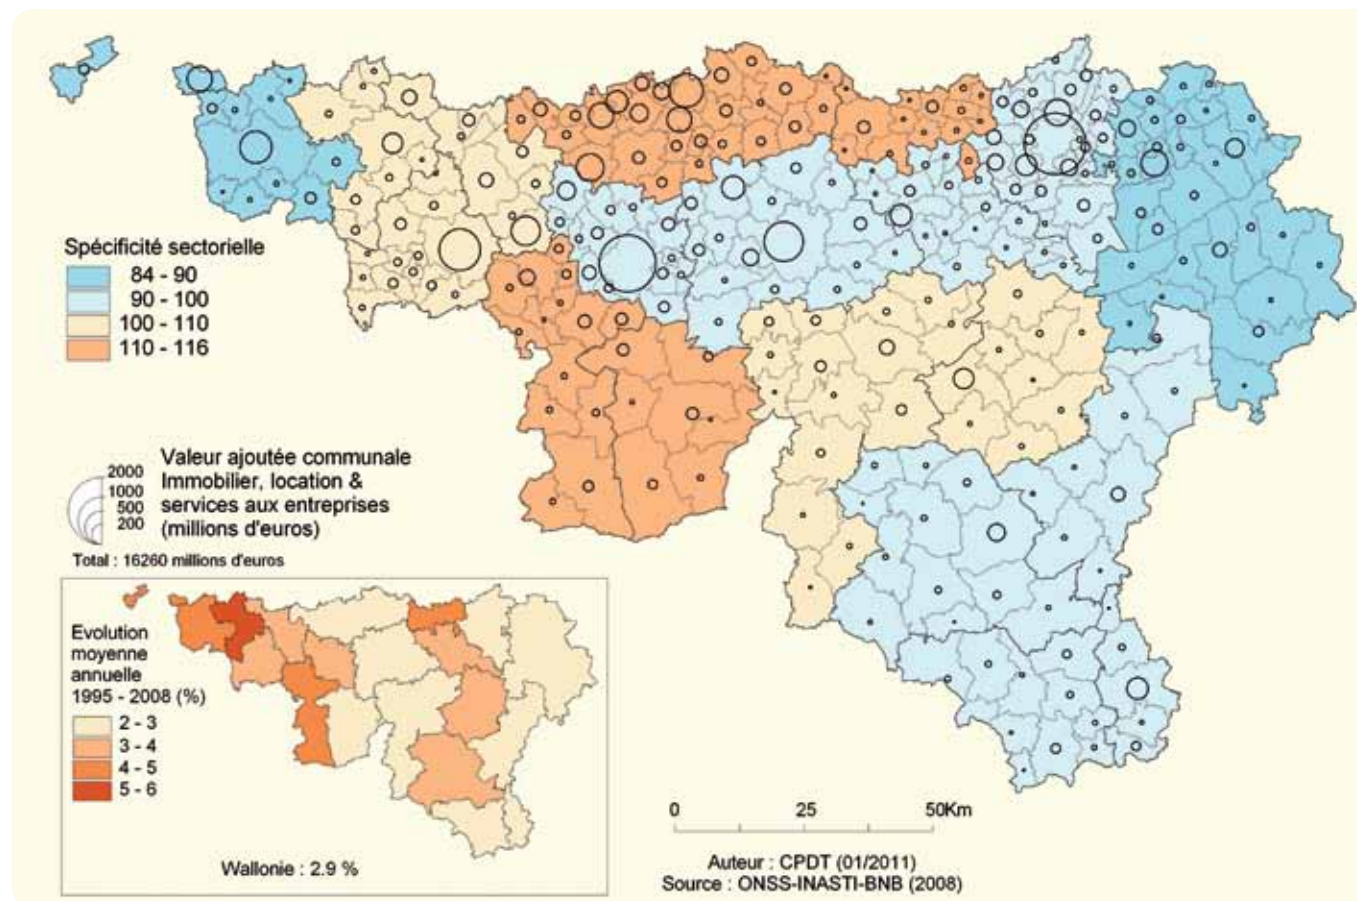 Spécificité sectorielle
84 - 90
90 - 100
100 - 110
110 - 116
2000
1000
500
200
Valeur ajoutée communale
Immobilier, location &
services aux entreprises
(millions d'euros)
Total : 16260 millions d'euros
Evolution
moyenne
annuelle
1995 - 2008 (%)
2 - 3
3 - 4
4 - 5
5 - 6
Wallonie : 2.9 %
0 25 50Km
Auteur : CPDT (01/2011)
Source : ONSS-INASTI-BNB (2008)